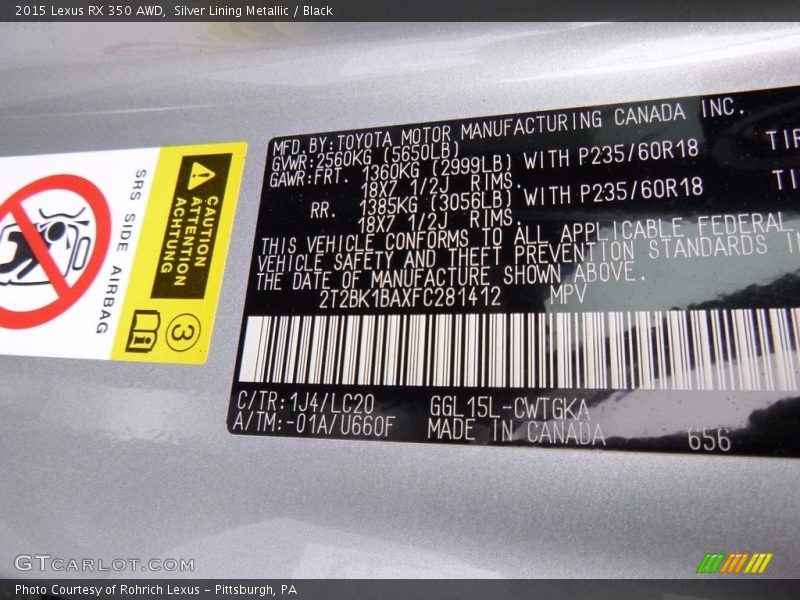 2015 Lexus RX 350 AWD, Silver Lining Metallic / Black
SRS SIDE AIRBAG
CAUTION
ATTENTION
ACHTUNG
3
MFD. BY: TOYOTA MOTOR MANUFACTURING CANADA INC.
GVWR: 2560KG (5650LB)
GAWR: FRT. 1360KG (2999LB) WITH P235/60R18 TIR
18X7 1/2J RIMS.
RR. 1385KG (3056LB) WITH P235/60R18 TI
18X7 1/2J RIMS.
THIS VEHICLE CONFORMS TO ALL APPLICABLE FEDERAL
VEHICLE SAFETY AND THEFT PREVENTION STANDARDS I
THE DATE OF MANUFACTURE SHOWN ABOVE.
2T2BK1BAXFC281412 MPV
C/TR: 1J4/LC20 GGL15L-CWTGKA
A/TM: -01A/U660F MADE IN CANADA 656
GTCARLOT.COM
Photo Courtesy of Rohrich Lexus - Pittsburgh, PA